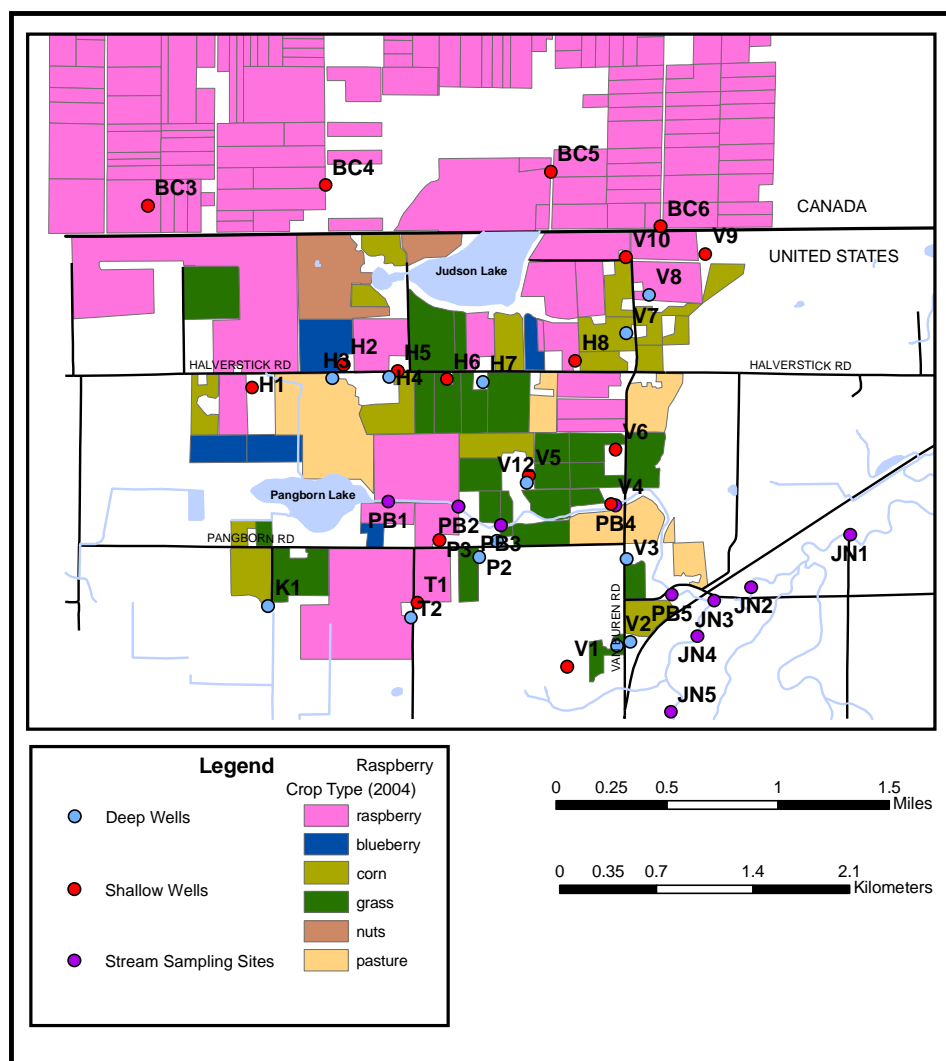 BC3
BC4
BC5
BC6
CANADA
V10
V9
UNITED STATES
Judson Lake
V8
V7
H2
H3
H5
H4
H6
H7
H8
HALVERSTICK RD
HALVERSTICK RD
H1
V6
V12
V5
Pangborn Lake
PB1
PB2
V4
PB4
PANGBORN RD
P3
PB3
P2
V3
JN1
K1
T1
T2
JN2
PB5
JN3
VAN BUREN RD
V2
V1
JN4
JN5
Legend
Raspberry
Crop Type (2004)
Deep Wells
Shallow Wells
Stream Sampling Sites
raspberry
blueberry
corn
grass
nuts
pasture
0 0.25 0.5 1 1.5
Miles
0 0.35 0.7 1.4 2.1
Kilometers